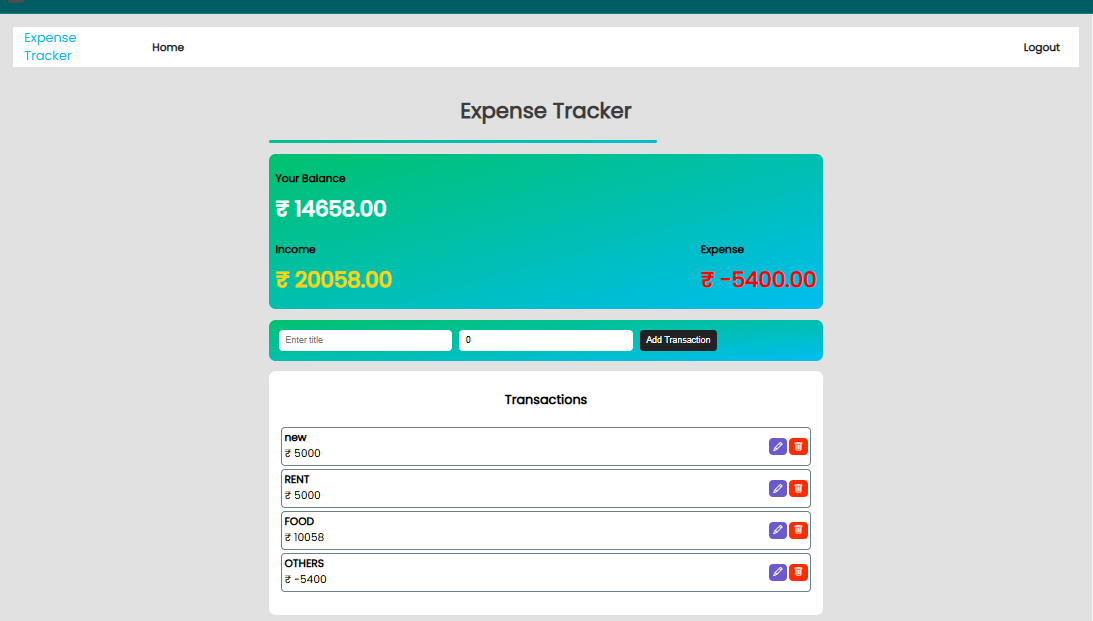 Expense
Tracker
Home
Logout
Expense Tracker
Your Balance
₹ 14658.00
Income
Expense
₹ 20058.00
₹ -5400.00
Enter title
0
Add Transaction
Transactions
new
₹ 5000
RENT
₹ 5000
FOOD
₹ 10058
OTHERS
₹ -5400